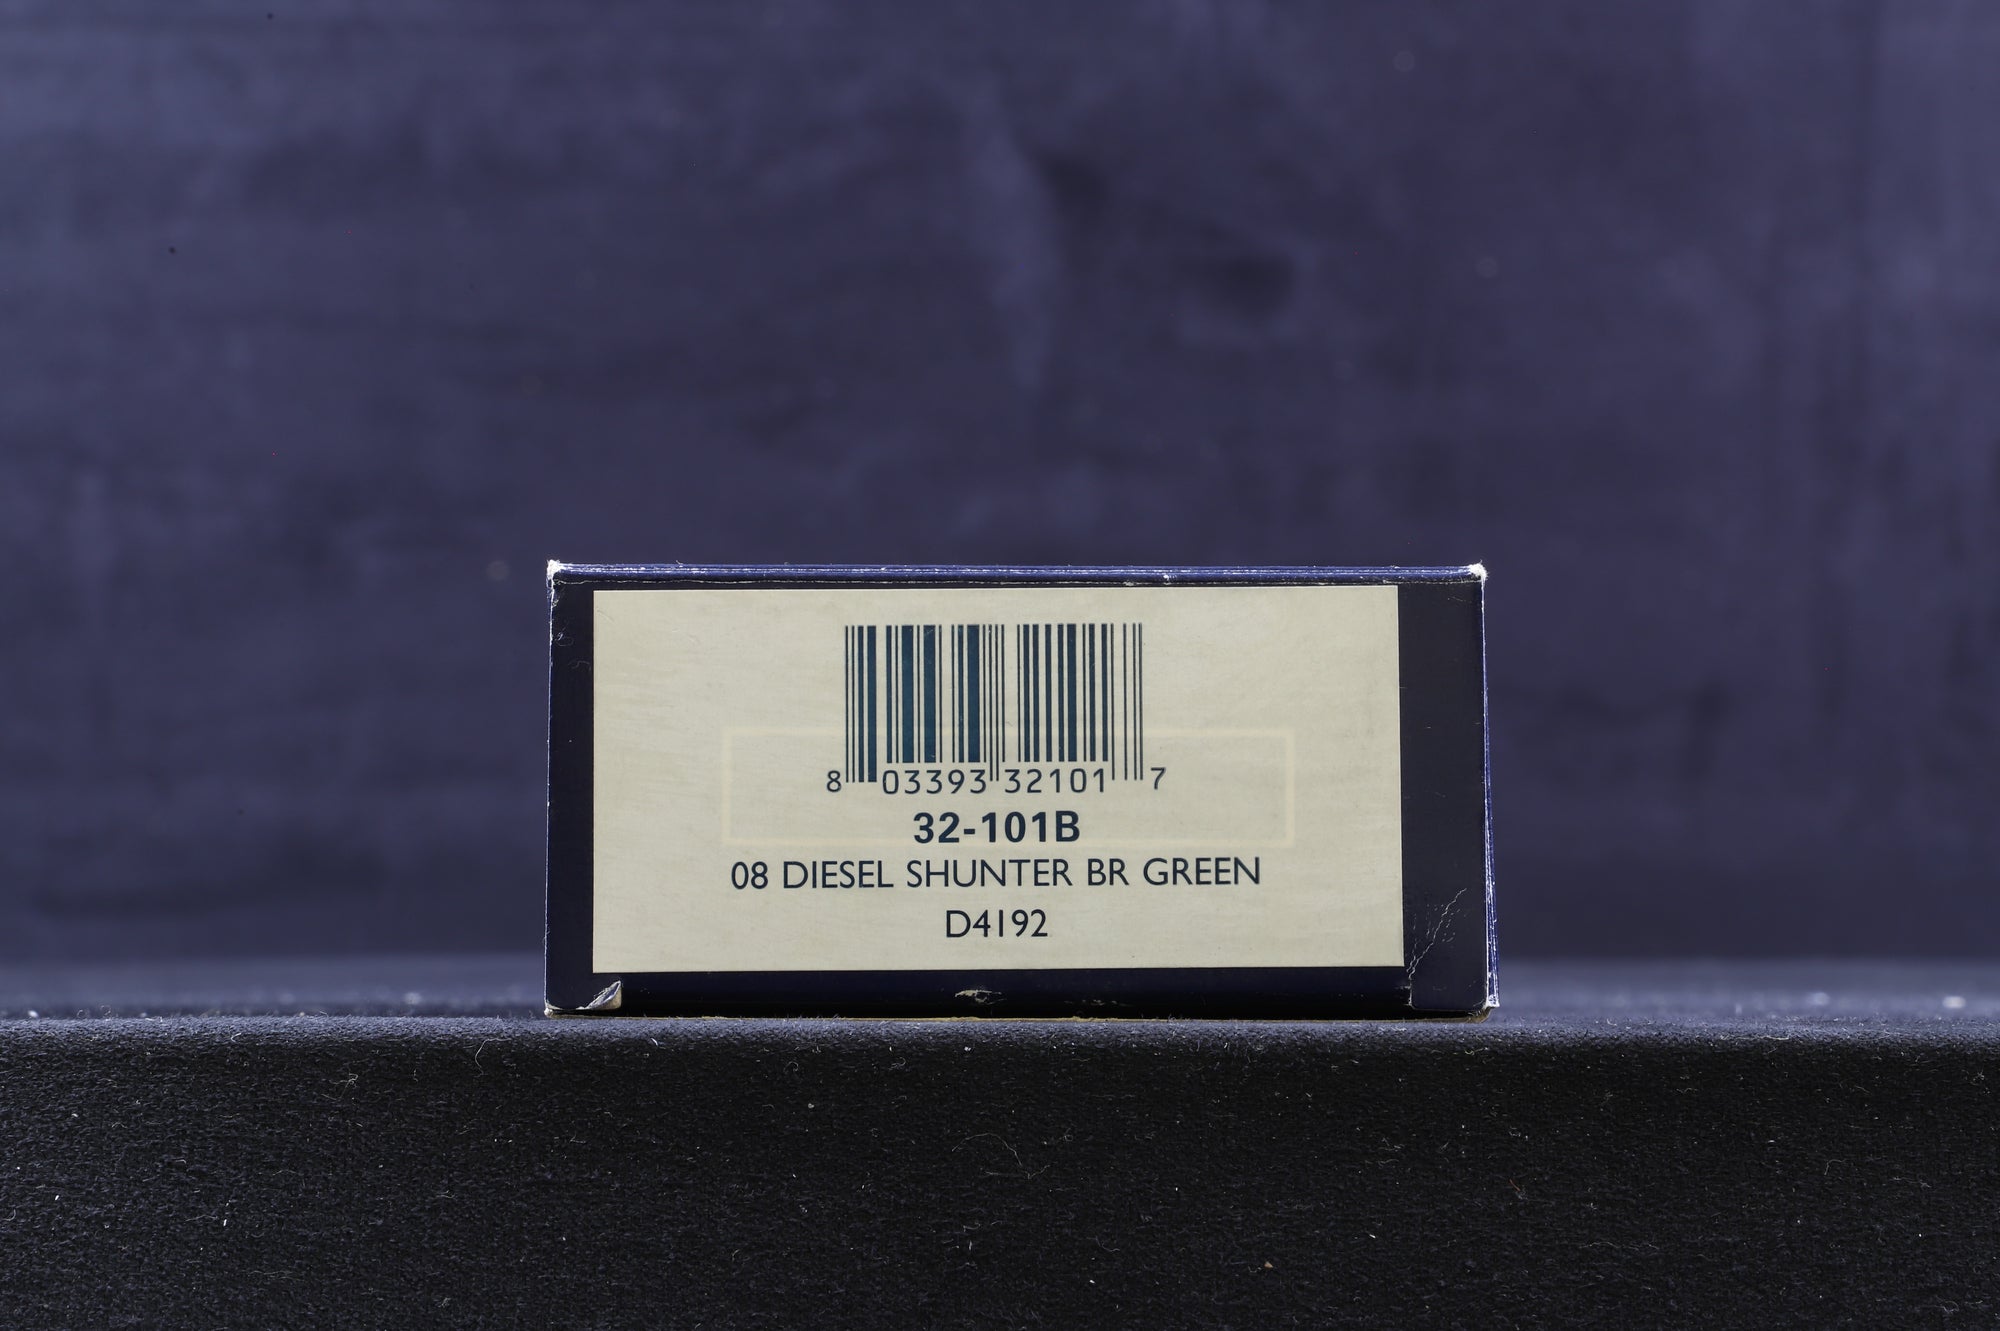 8 03393 32101 7
32-101B
08 DIESEL SHUNTER BR GREEN
D4192